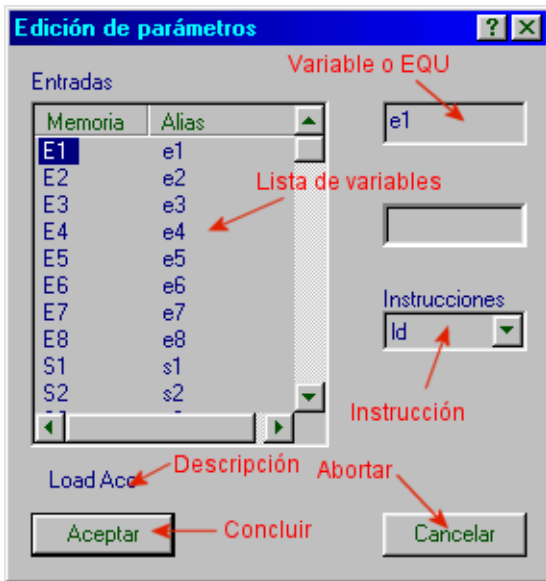 Edición de parámetros
Variable o EQU
Entradas
Memoria Alias
e1
E1 e1
E2 e2
Lista de variables
E3 e3
E4 e4
E5 e5
E6 e6
Instrucciones
E7 e7
ld
E8 e8
S1 s1
S2 s2
Instrucción
Descripción
Abortar
Load Acc
Aceptar
Concluir
Cancelar